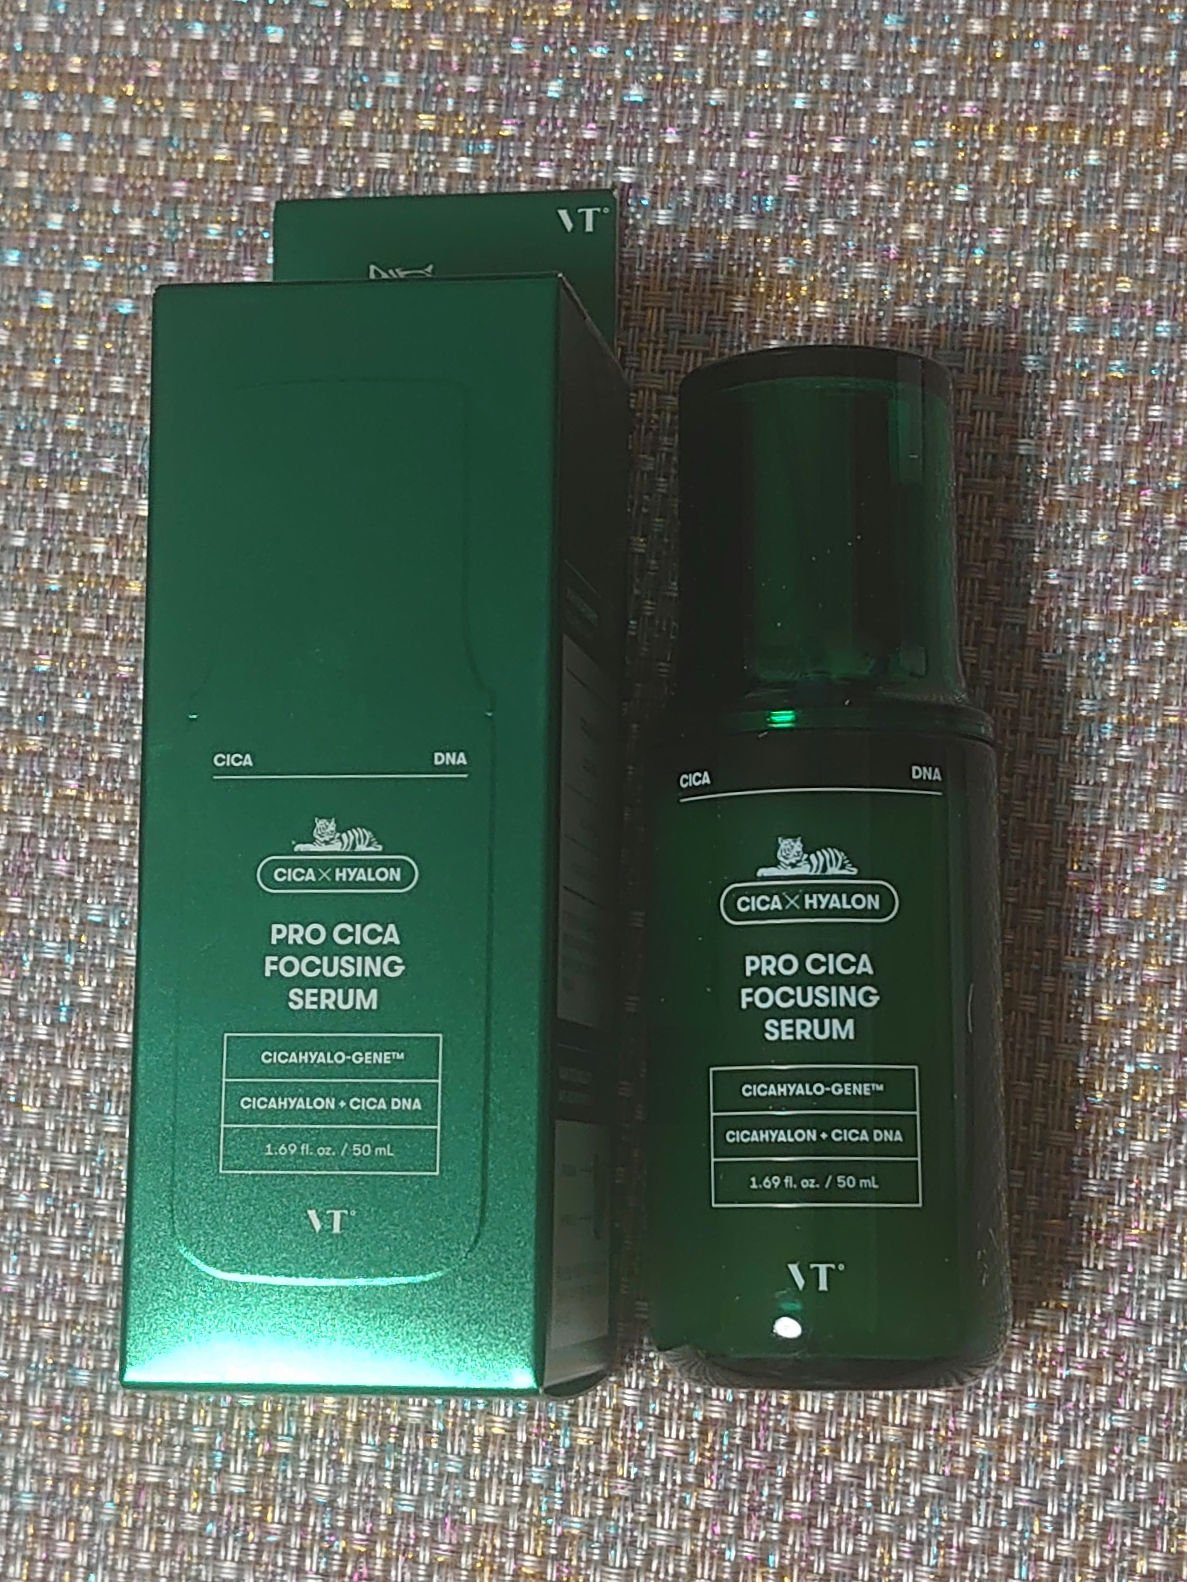 VT
CICA DNA
CICA×HYALON
PRO CICA
FOCUSING
SERUM
CICAHYALO-GENE™
CICAHYALON + CICA DNA
1.69 fl. oz. / 50 mL
VT
CICA DNA
CICA×HYALON
PRO CICA
FOCUSING
SERUM
CICAHYALO-GENE™
CICAHYALON + CICA DNA
1.69 fl. oz. / 50 mL
VT